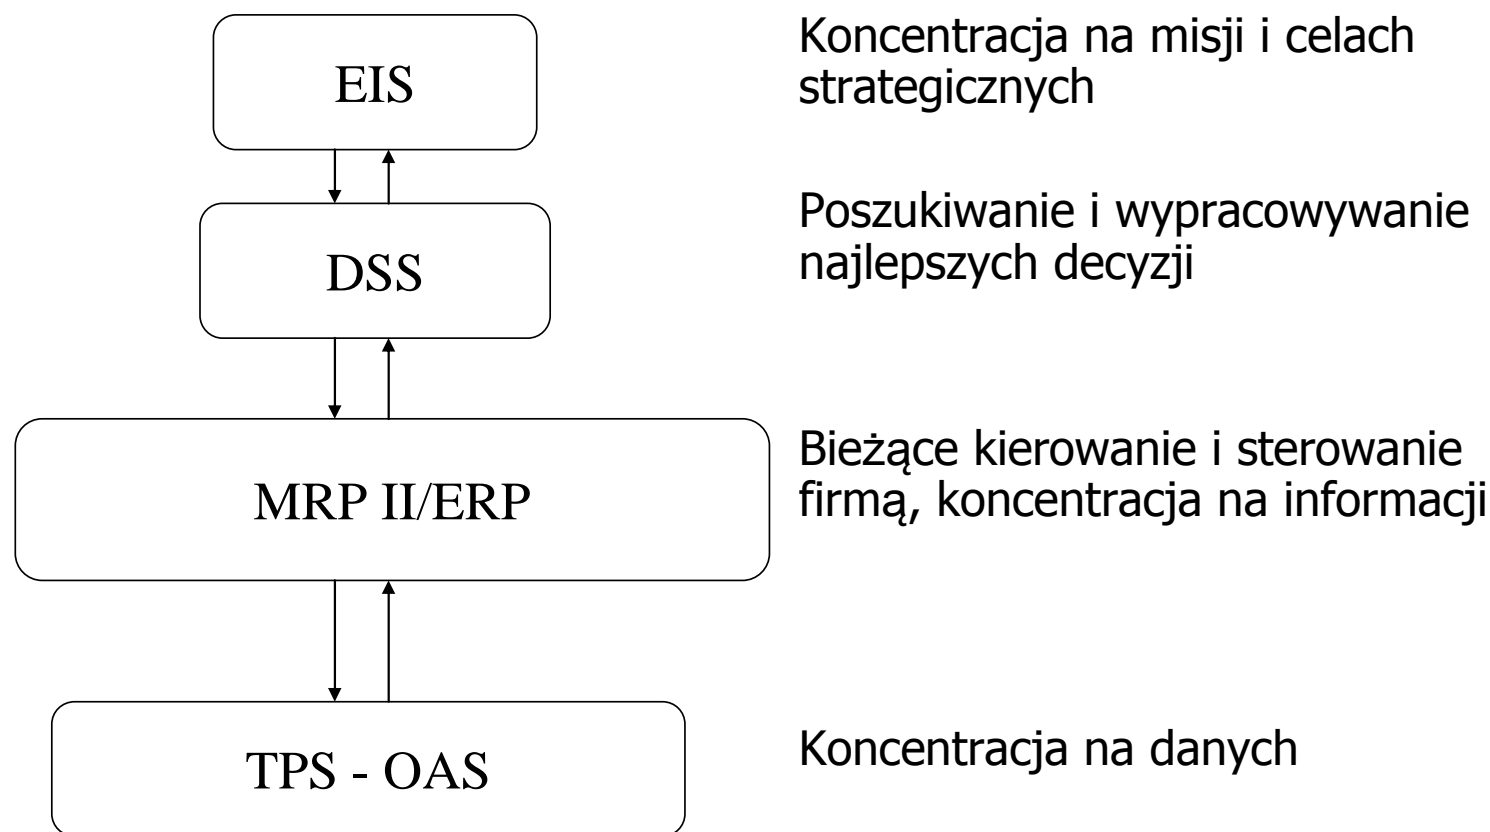 EIS
Koncentracja na misji i celach
strategicznych
DSS
Poszukiwanie i wypracowywanie
najlepszych decyzji
MRP II/ERP
Bieżące kierowanie i sterowanie
firmą, koncentracja na informacji
TPS - OAS
Koncentracja na danych